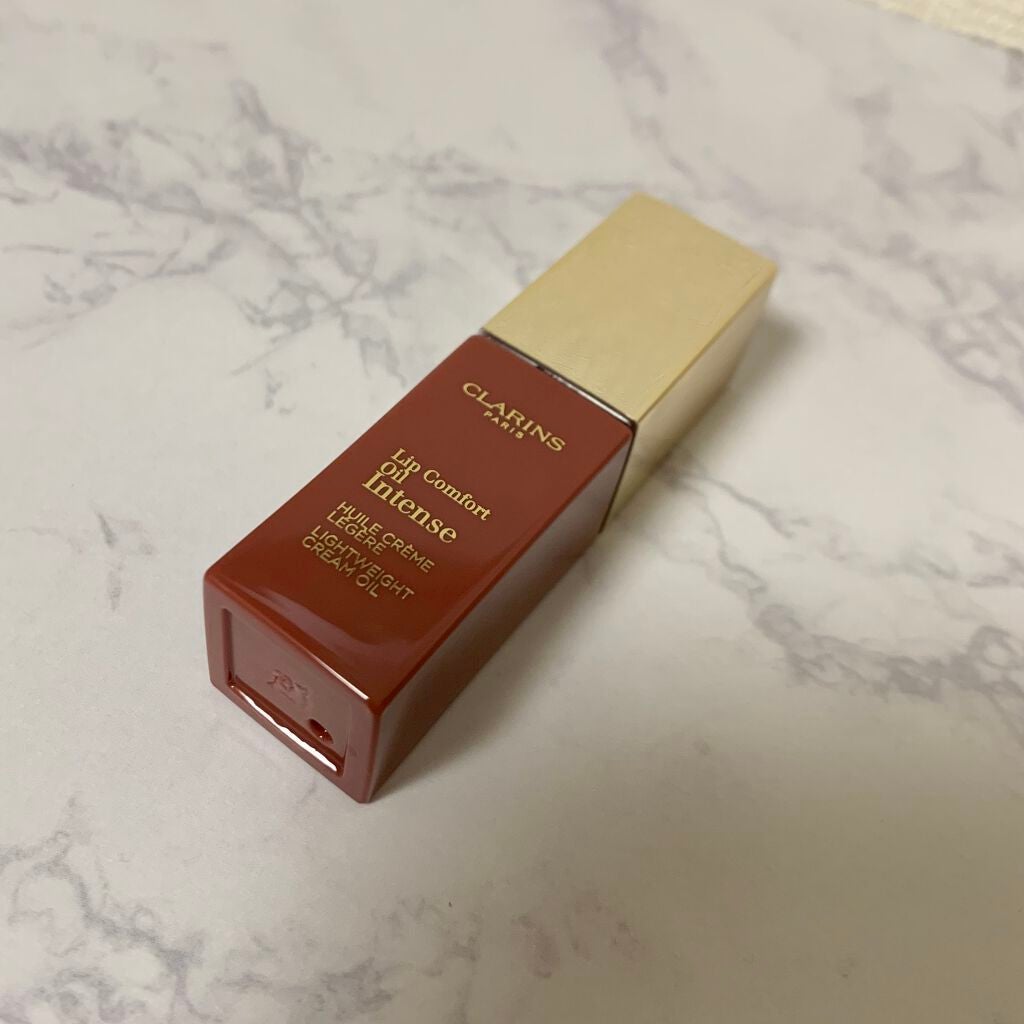 CLARINS
PARIS
Lip Comfort
Oil
Intense
HUILE CRÈME
LÉGÈRE
LIGHTWEIGHT
CREAM OIL